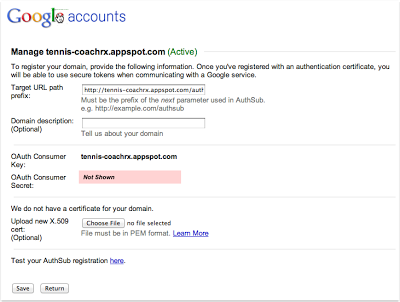 Google accounts
Manage tennis-coachrx.appspot.com (Active)
To register your domain, provide the following information. Once you've registered with an authentication certificate, you
will be able to use secure tokens when communicating with a Google service.
Target URL path prefix:
http://tennis-coachrx.appspot.com/auth
Must be the prefix of the next parameter used in AuthSub.
e.g. http://example.com/authsub
Domain description: (Optional)
Tell us about your domain
OAuth Consumer Key:
tennis-coachrx.appspot.com
OAuth Consumer Secret:
Not Shown
We do not have a certificate for your domain.
Upload new X.509 cert: (Optional)
Choose File no file selected
File must be in PEM format. Learn More
Test your AuthSub registration here.
Save Return